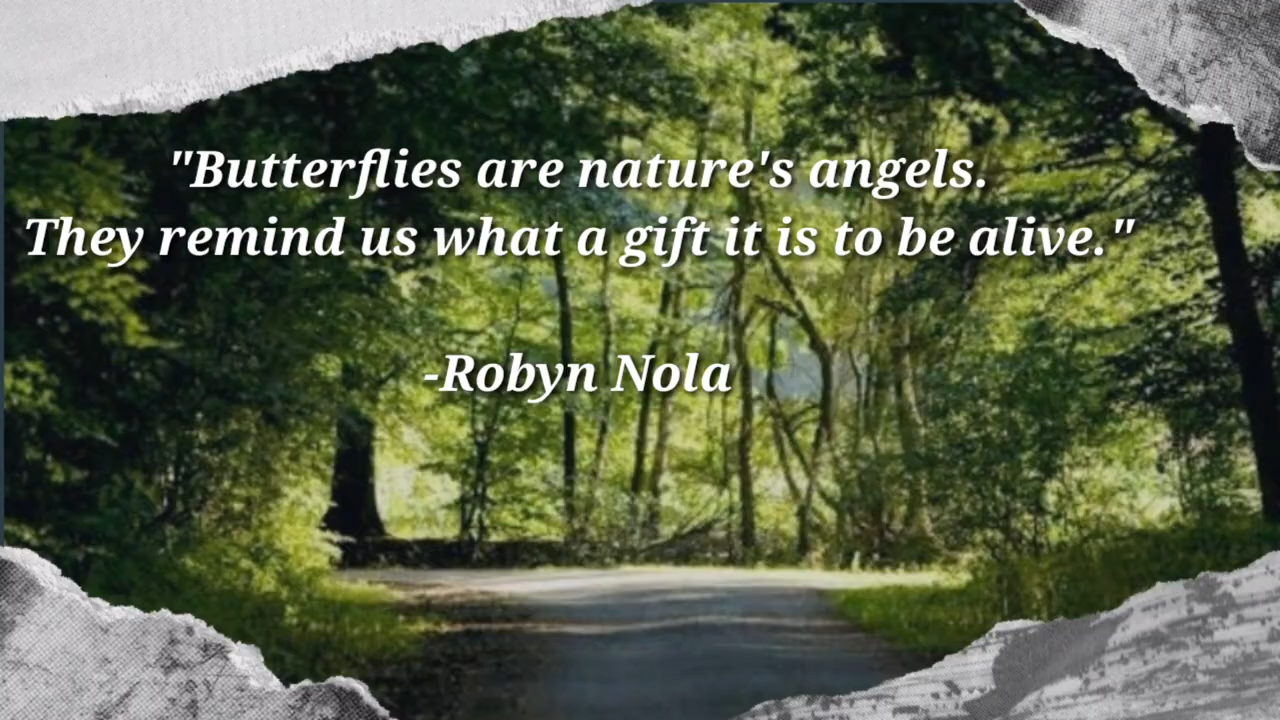 "Butterflies are nature's angels.
They remind us what a gift it is to be alive."
-Robyn Nola